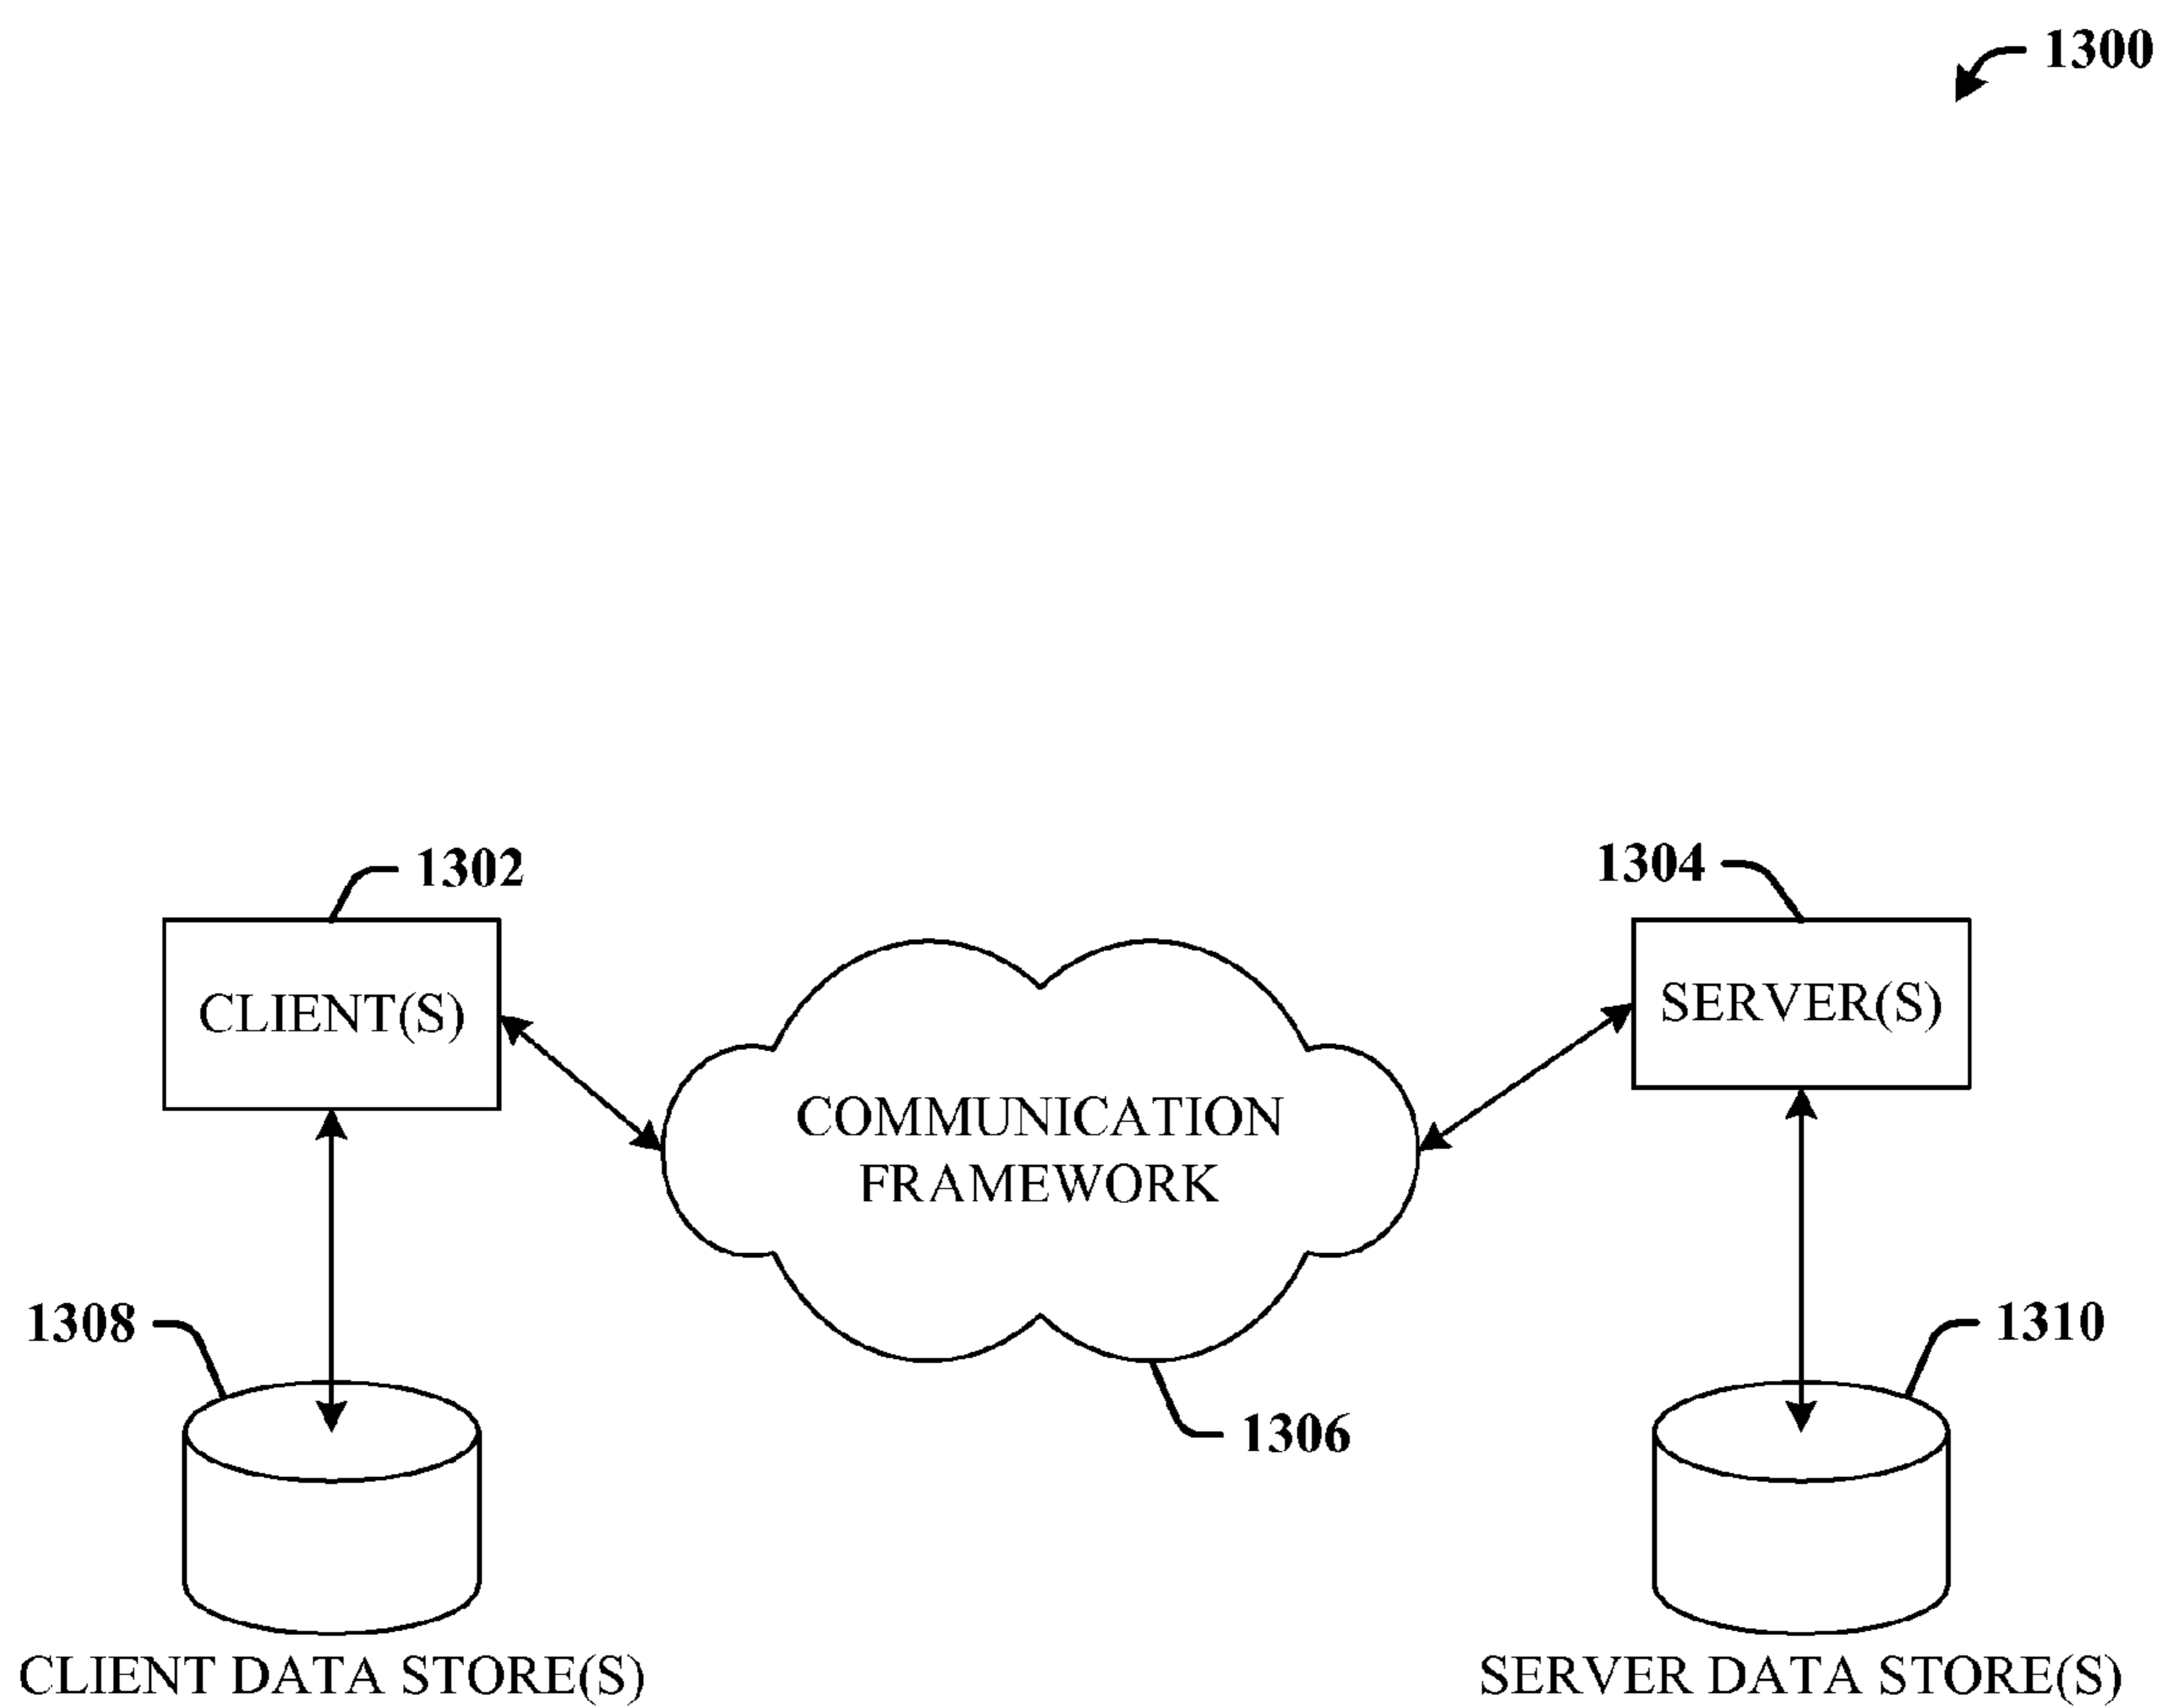 1300
1302
1304
CLIENT(S)
SERVER(S)
COMMUNICATION
FRAMEWORK
1308
1310
1306
CLIENT DATA STORE(S)
SERVER DATA STORE(S)